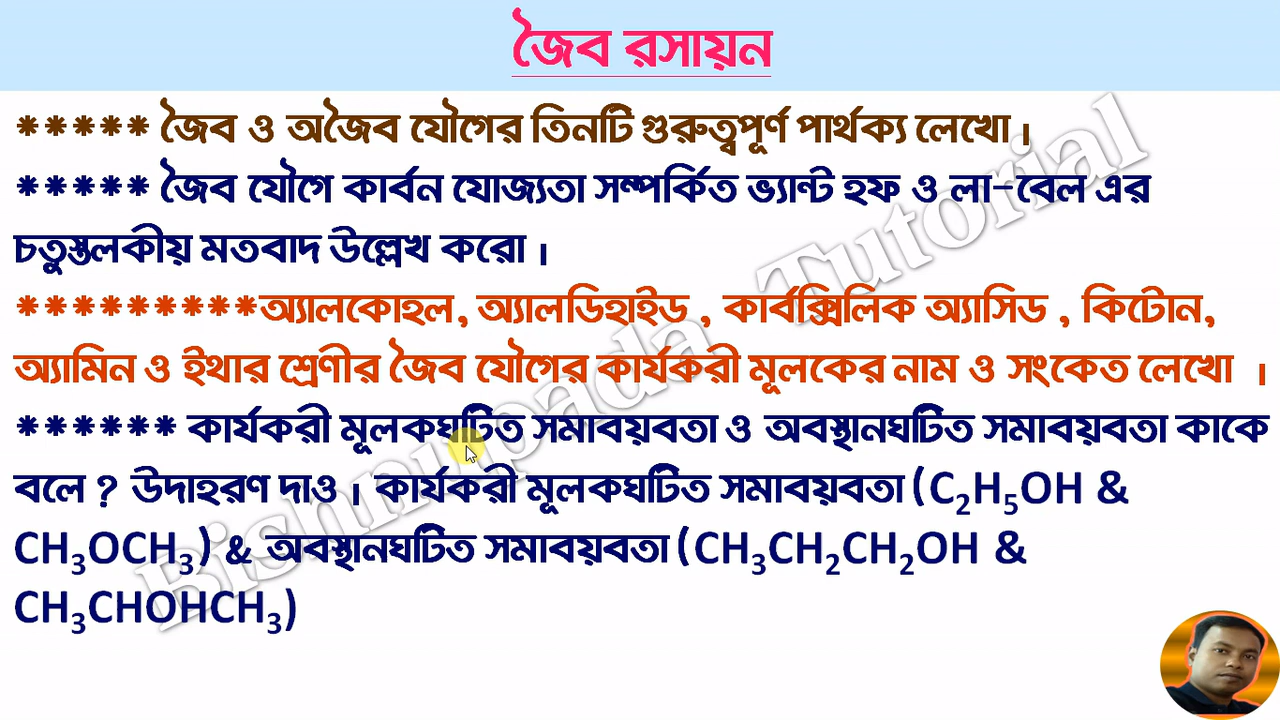 জৈব রসায়ন
***** জৈব ও অজৈব যৌগের তিনটি গুরুত্বপূর্ণ পার্থক্য লেখো।
***** জৈব যৌগে কার্বন যোজ্যতা সম্পর্কিত ভ্যান্ট হফ ও লা-বেল এর
চতুস্তলকীয় মতবাদ উল্লেখ করো ।
*********অ্যালকোহল, অ্যালডিহাইড , কার্বক্সিলিক অ্যাসিড , কিটোন,
অ্যামিন ও ইথার শ্রেণীর জৈব যৌগের কার্যকরী মূলকের নাম ও সংকেত লেখো ।
****** কার্যকরী মূলকঘটিত সমাবয়বতা ও অবস্থানঘটিত সমাবয়বতা কাকে
বলে ? উদাহরণ দাও । কার্যকরী মূলকঘটিত সমাবয়বতা (C₂H₅OH &
CH₃OCH₃) & অবস্থানঘটিত সমাবয়বতা (CH₃CH₂CH₂OH &
CH₃CHOHCH₃)
Bishnupada Tutorial